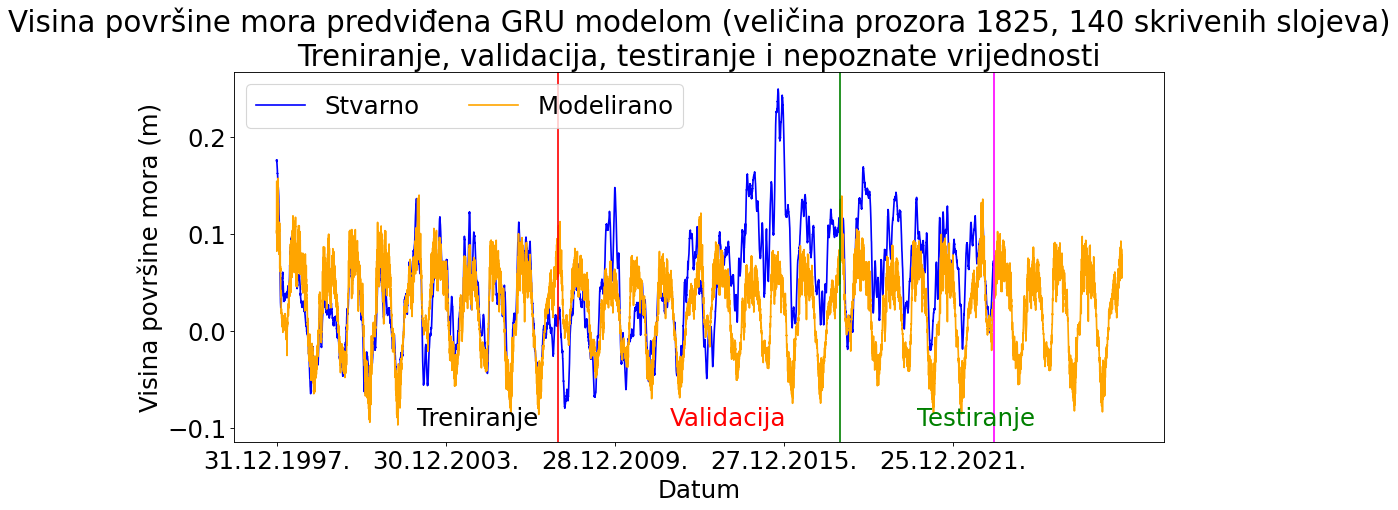 Visina površine mora predviđena GRU modelom (veličina prozora 1825, 140 skrivenih slojeva)
Treniranje, validacija, testiranje i nepoznate vrijednosti
Stvarno
Modelirano
Visina površine mora (m)
0.2
0.1
0.0
−0.1
Treniranje
Validacija
Testiranje
31.12.1997.
30.12.2003.
28.12.2009.
27.12.2015.
25.12.2021.
Datum